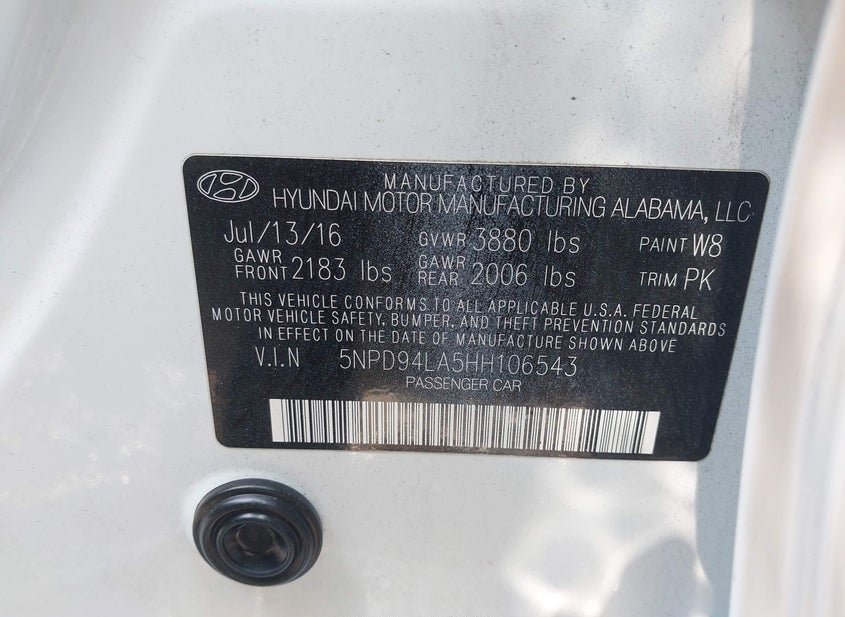 MANUFACTURED BY
HYUNDAI MOTOR MANUFACTURING ALABAMA, LLC
Jul/13/16 GVWR 3880 lbs PAINT W8
GAWR FRONT 2183 lbs GAWR REAR 2006 lbs TRIM PK
THIS VEHICLE CONFORMS TO ALL APPLICABLE U.S.A. FEDERAL
MOTOR VEHICLE SAFETY, BUMPER, AND THEFT PREVENTION STANDARDS
IN EFFECT ON THE DATE OF MANUFACTURE SHOWN ABOVE
V.I.N 5NPD94LA5HH106543
PASSENGER CAR